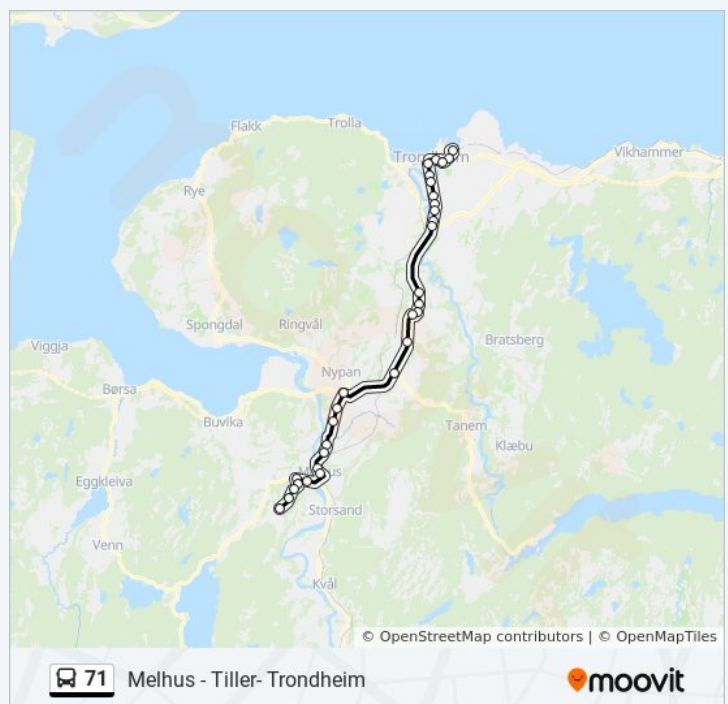 Flakk
Trolla
Trondheim
Vikhammer
Rye
Spongdal
Ringvål
Bratsberg
Viggja
Nypan
Børsa
Buvika
Tanem
Klæbu
Eggkleiva
Melhus
Storsand
Venn
Kvål
© OpenStreetMap contributors | © OpenMapTiles
71 Melhus - Tiller- Trondheim
moovit